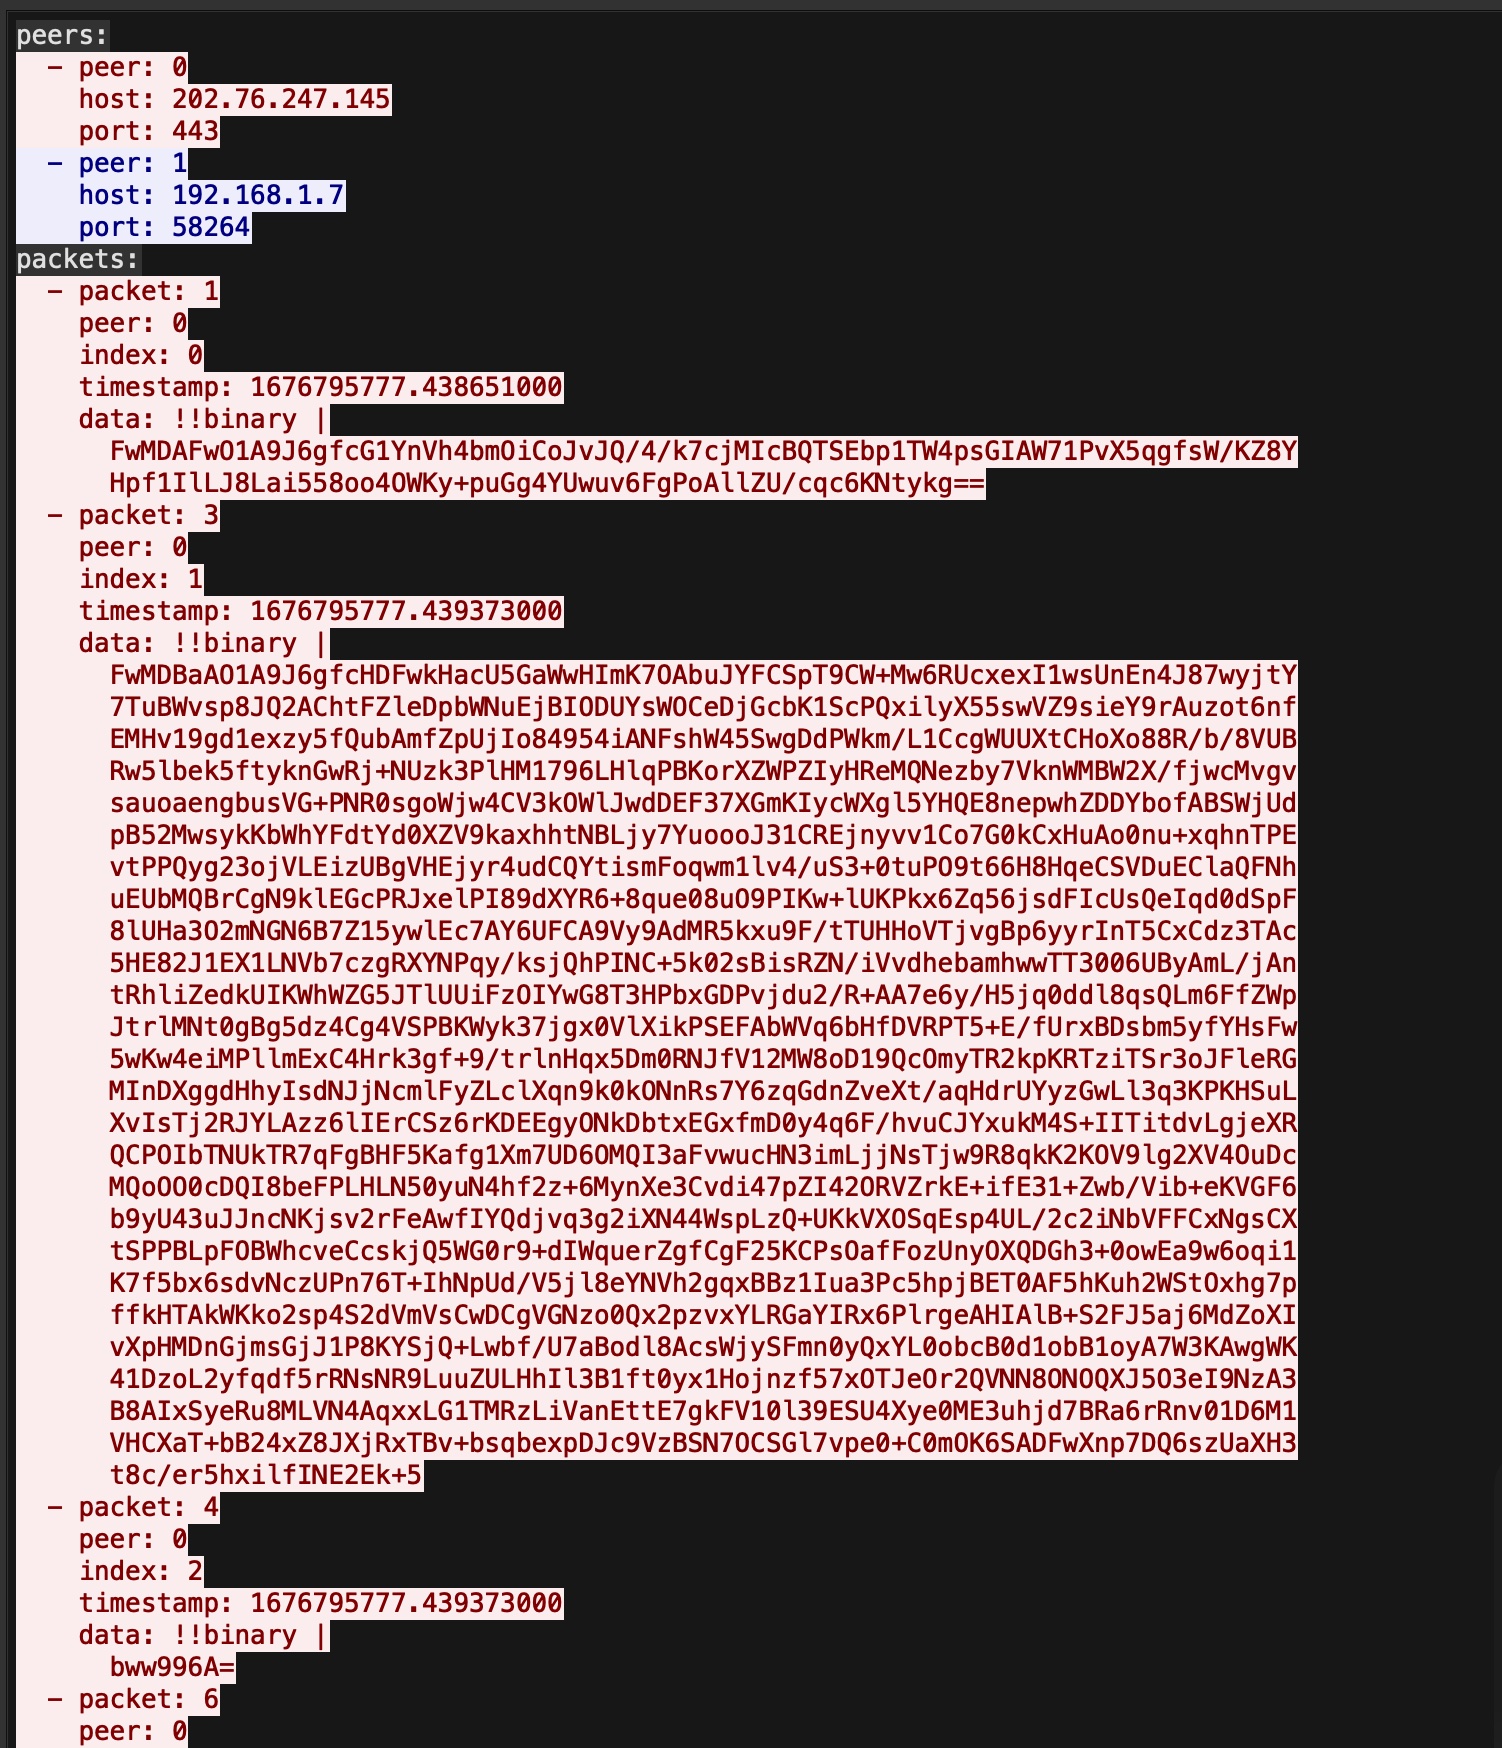 peers:
  - peer: 0
    host: 202.76.247.145
    port: 443
  - peer: 1
    host: 192.168.1.7
    port: 58264
packets:
  - packet: 1
    peer: 0
    index: 0
    timestamp: 1676795777.438651000
    data: !!binary |
      FwMDAFwO1A9J6gfcG1YnVh4bmOiCoJvJQ/4/k7cjMIcBQTSEbp1TW4psGIAW71PvX5qgfsW/KZ8Y
      Hpf1IlLJ8Lai558oo4OWKy+puGg4YUwuv6FgPoAllZU/cqc6KNtykg==
  - packet: 3
    peer: 0
    index: 1
    timestamp: 1676795777.439373000
    data: !!binary |
      FwMDBaAO1A9J6gfcHDFwkHacU5GaWwHImK7OAbuJYFCSpT9CW+Mw6RUcxexI1wsUnEn4J87wyjtY
      7TuBWvsp8JQ2AChtFZleDpbWNuEjBIODUYsWOCeDjGcbK1ScPQxilyX55swVZ9sieY9rAuzot6nf
      EMHv19gd1exzy5fQubAmfZpUjIo84954iANFshW45SwgDdPWkm/L1CcgWUUXtCHoXo88R/b/8VUB
      Rw5lbek5ftyknGwRj+NUzk3PlHM1796LHlqPBKorXZWPZIyHReMQNezby7VknWMBW2X/fjwcMvgv
      sauoaengbusVG+PNR0sgoWjw4CV3kOWlJwdDEF37XGmKIycWXgl5YHQE8nepwhZDDYbofABSWjUd
      pB52MwsykKbWhYFdtYd0XZV9kaxhhtNBLjy7YuoooJ31CREjnyvv1Co7G0kCxHuAo0nu+xqhnTPE
      vtPPQyg23ojVLEizUBgVHEjyr4udCQYtismFoqwm1lv4/uS3+0tuPO9t66H8HqeCSVDuEClaQFNh
      uEUbMQBrCgN9klEGcPRJxelPI89dXYR6+8que08uO9PIKw+lUKPkx6Zq56jsdFIcUsQeIqd0dSpF
      8lUHa3O2mNGN6B7Z15ywlEc7AY6UFCA9Vy9AdMR5kxu9F/tTUHHoVTjvgBp6yyrInT5CxCdz3TAc
      5HE82J1EX1LNVb7czgRXYNPqy/ksjQhPINC+5k02sBisRZN/iVvdhebamhwwTT3006UByAmL/jAn
      tRhliZedkUIKWhWZG5JTlUUiFzOIYwG8T3HPbxGDPvjdu2/R+AA7e6y/H5jq0ddl8qsQLm6FfZWp
      JtrlMNt0gBg5dz4Cg4VSPBKWyk37jgx0VlXikPSEFAbWVq6bHfDVRPT5+E/fUrxBDsbm5yfYHsFw
      5wKw4eiMPllmExC4Hrk3gf+9/trlnHqx5Dm0RNJfV12MW8oD19QcOmyTR2kpKRTziTSr3oJFleRG
      MInDXggdHhyIsdNJjNcmlFyZLclXqn9k0kONnRs7Y6zqGdnZveXt/aqHdrUYyzGwLl3q3KPKHSuL
      XvIsTj2RJYLAzz6lIErCSz6rKDEEgyONkDbtxEGxfmD0y4q6F/hvuCJYxukM4S+IITitdvLgjeXR
      QCPOIbTNUkTR7qFgBHF5Kafg1Xm7UD6OMQI3aFvwucHN3imLjjNsTjw9R8qkK2KOV9lg2XV4OuDc
      MQoOO0cDQI8beFPLHLN50yuN4hf2z+6MynXe3Cvdi47pZI42ORVZrkE+ifE31+Zwb/Vib+eKVGF6
      b9yU43uJJncNKjsv2rFeAwfIYQdjvq3g2iXN44WspLzQ+UKkVXOSqEsp4UL/2c2iNbVFFCxNgsCX
      tSPPBLpFOBWhcveCcskjQ5WG0r9+dIWquerZgfCgF25KCPsOafFozUnyOXQDGh3+0owEa9w6oqi1
      K7f5bx6sdvNczUPn76T+IhNpUd/V5jl8eYNVh2gqxBBz1Iua3Pc5hpjBET0AF5hKuh2WStOxhg7p
      ffkHTAkWKko2sp4S2dVmVsCwDCgVGNzo0Qx2pzvxYLRGaYIRx6PlrgeAHIAlB+S2FJ5aj6MdZoXI
      vXpHMDnGjmsGjJ1P8KYSjQ+Lwbf/U7aBodl8AcsWjySFmn0yQxYL0obcB0d1obB1oyA7W3KAwgWK
      41DzoL2yfqdf5rRNsNR9LuuZULHhIl3B1ft0yx1Hojnzf57xOTJeOr2QVNN8ONOQXJ5O3eI9NzA3
      B8AIxSyeRu8MLVN4AqxxLG1TMRzLiVanEttE7gkFV10l39ESU4Xye0ME3uhjd7BRa6rRnv01D6M1
      VHCXaT+bB24xZ8JXjRxTBv+bsqbexpDJc9VzBSN7OCSGl7vpe0+C0mOK6SADFwXnp7DQ6szUaXH3
      t8c/er5hxilfINE2Ek+5
  - packet: 4
    peer: 0
    index: 2
    timestamp: 1676795777.439373000
    data: !!binary |
      bww996A=
  - packet: 6
    peer: 0